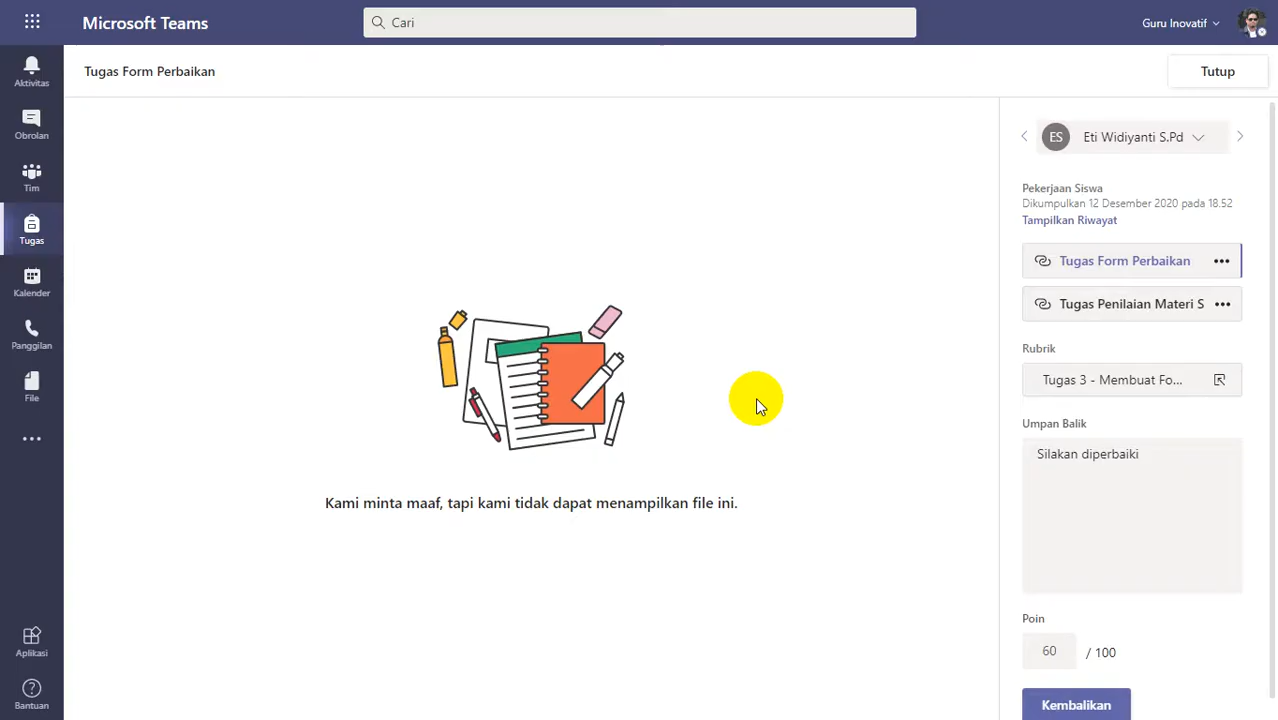 Microsoft Teams
Cari
Guru Inovatif
Aktivitas
Obrolan
Tim
Tugas
Kalender
Panggilan
File
Aplikasi
Bantuan
Tugas Form Perbaikan
Tutup
Kami minta maaf, tapi kami tidak dapat menampilkan file ini.
ES
Eti Widiyanti S.Pd
Pekerjaan Siswa
Dikumpulkan 12 Desember 2020 pada 18.52
Tampilkan Riwayat
Tugas Form Perbaikan
Tugas Penilaian Materi S
Rubrik
Tugas 3 - Membuat Fo...
Umpan Balik
Silakan diperbaiki
Poin
60 / 100
Kembalikan